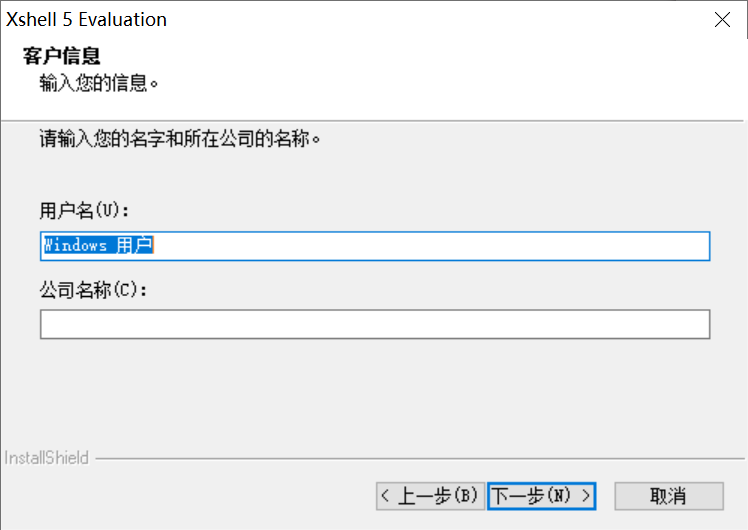 Xshell 5 Evaluation
客户信息
输入您的信息。
请输入您的名字和所在公司的名称。
用户名(U):
Windows 用户
公司名称(C):
InstallShield
< 上一步(B) 下一步(N) > 取消